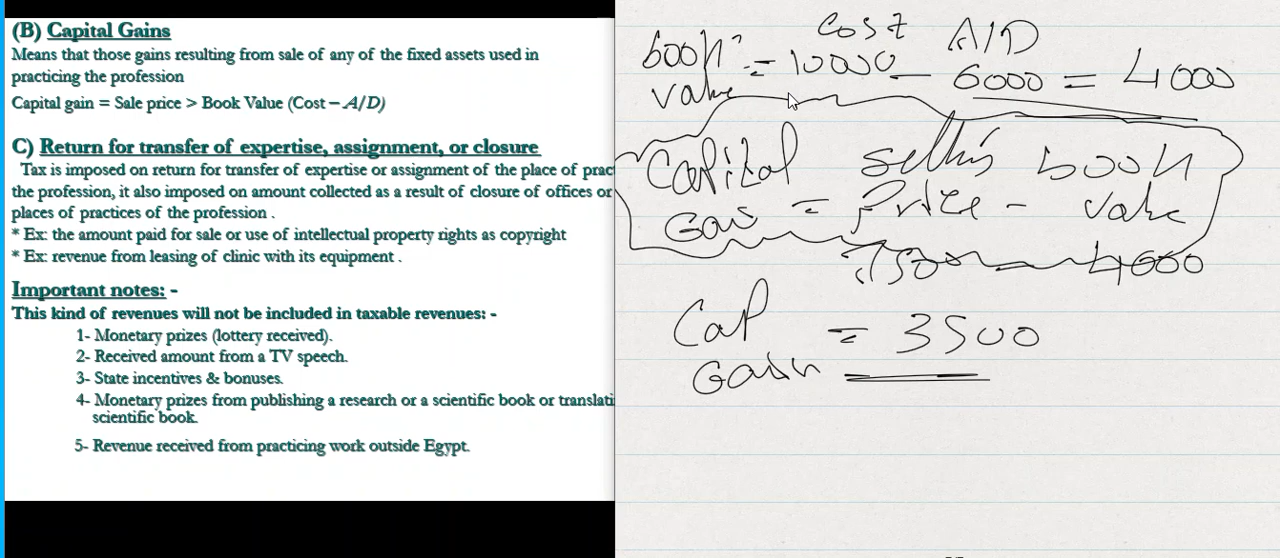 (B) Capital Gains
Means that those gains resulting from sale of any of the fixed assets used in
practicing the profession
Capital gain = Sale price > Book Value (Cost – A/D)
C) Return for transfer of expertise, assignment, or closure
Tax is imposed on return for transfer of expertise or assignment of the place of prac
the profession, it also imposed on amount collected as a result of closure of offices or
places of practices of the profession .
* Ex: the amount paid for sale or use of intellectual property rights as copyright
* Ex: revenue from leasing of clinic with its equipment .
Important notes: -
This kind of revenues will not be included in taxable revenues: -
1- Monetary prizes (lottery received).
2- Received amount from a TV speech.
3- State incentives & bonuses.
4- Monetary prizes from publishing a research or a scientific book or translati
scientific book.
5- Revenue received from practicing work outside Egypt.
Cost A/D
book = 10000 – 6000 = 4000
value
Capital book
= Price – value
7500 – 4000
Cap = 3500
Gain